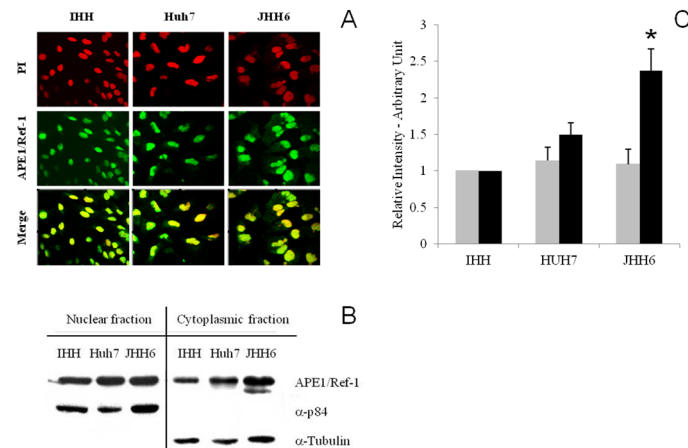 IHH Huh7 JHH6
A
PI
APE1/Ref-1
Merge
C
Relative Intensity - Arbitrary Unit
3
2.5
2
1.5
1
0.5
0
*
IHH HUH7 JHH6
B
Nuclear fraction Cytoplasmic fraction
IHH Huh7 JHH6 IHH Huh7 JHH6
APE1/Ref-1
α-p84
α-Tubulin